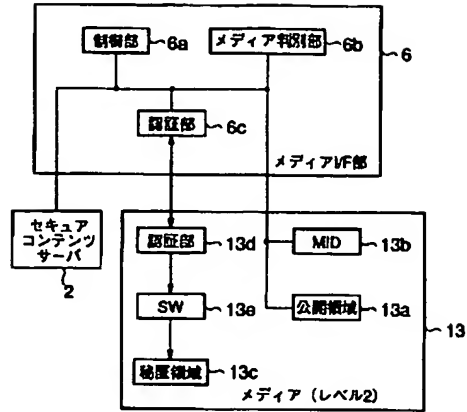 制御部
6a
メディア判別部
6b
6
認証部
6c
メディアI/F部
セキュア
コンテンツ
サーバ
2
認証部
13d
MID
13b
SW
13e
公開領域
13a
13
秘匿領域
13c
メディア (レベル2)